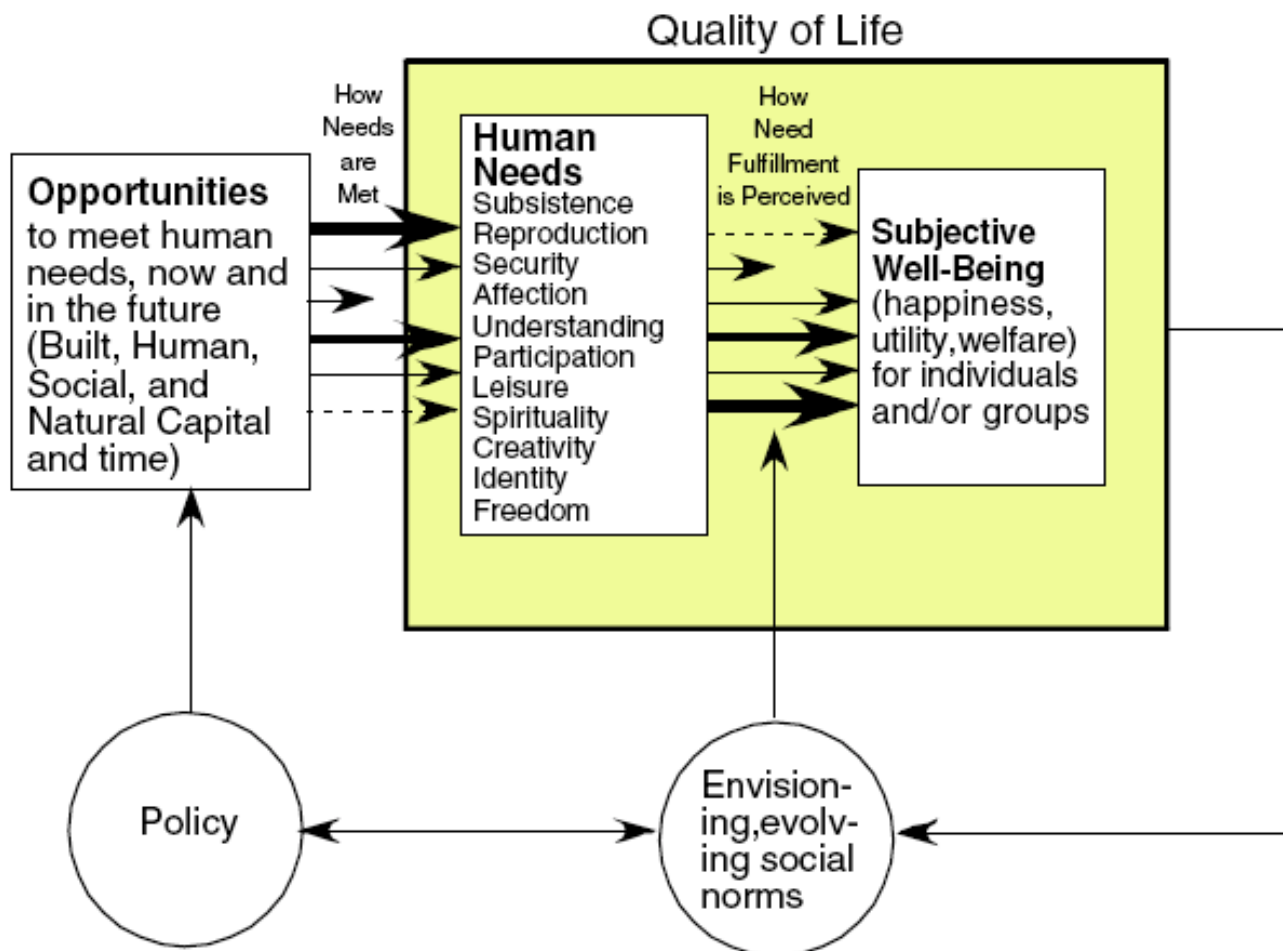 Quality of Life
How
Needs
are
Met
Opportunities
to meet human
needs, now and
in the future
(Built, Human,
Social, and
Natural Capital
and time)
Human
Needs
Subsistence
Reproduction
Security
Affection
Understanding
Participation
Leisure
Spirituality
Creativity
Identity
Freedom
How
Need
Fulfillment
is Perceived
Subjective
Well-Being
(happiness,
utility,welfare)
for individuals
and/or groups
Policy
Envision-
ing,evolv-
ing social
norms